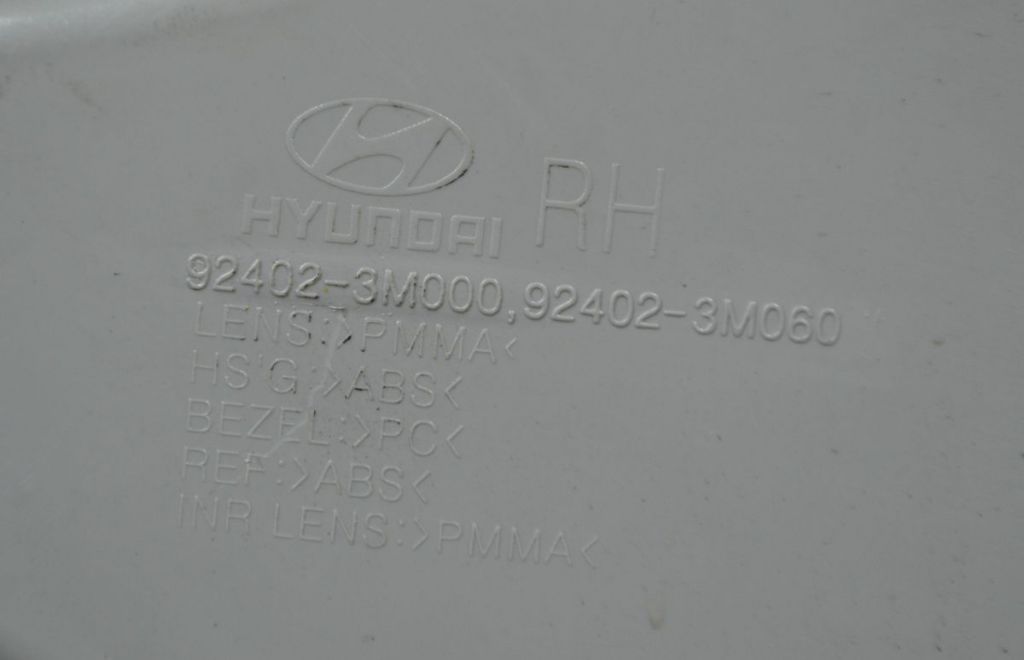 HYUNDAI RH
92402-3M000,92402-3M060
LENS:>PMMA<
HS'G:>ABS<
BEZEL:>PC<
REF:>ABS<
INR LENS:>PMMA<